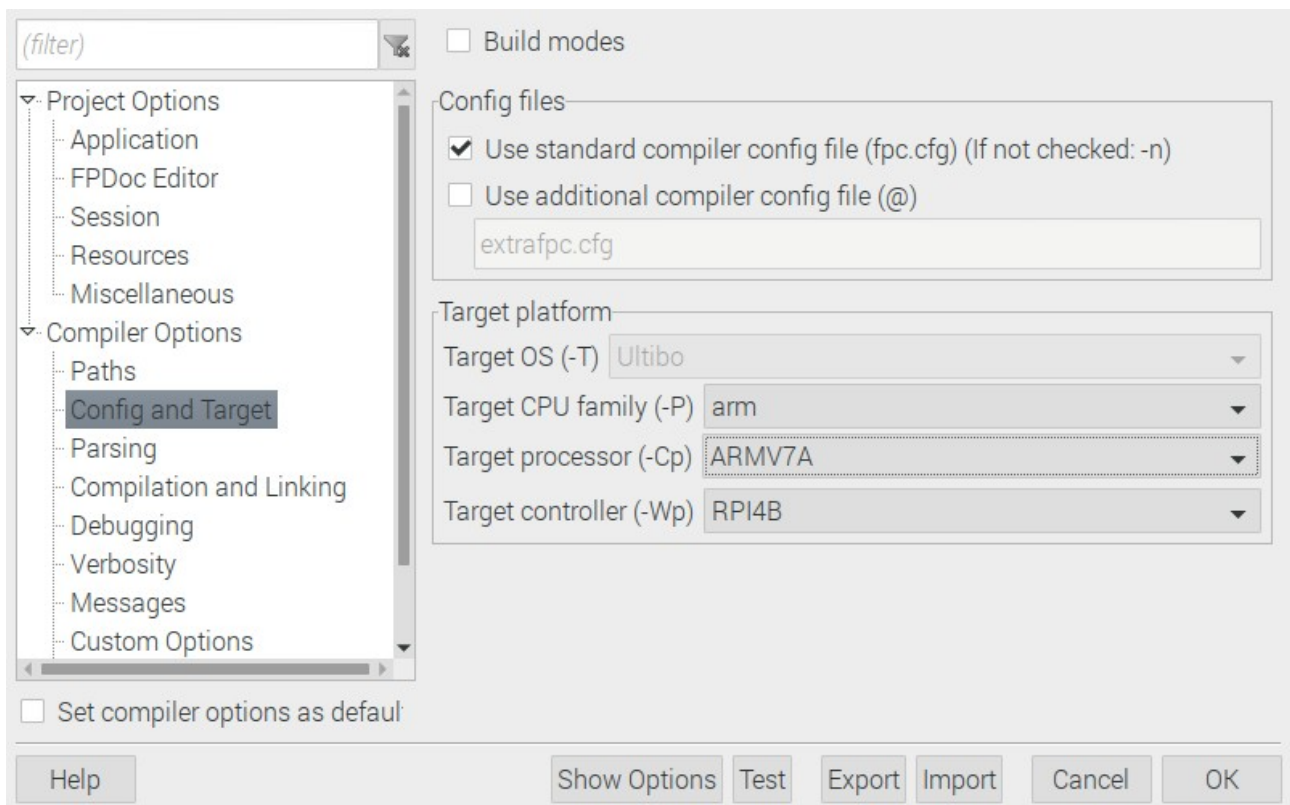 (filter)
Project Options
Application
FPDoc Editor
Session
Resources
Miscellaneous
Compiler Options
Paths
Config and Target
Parsing
Compilation and Linking
Debugging
Verbosity
Messages
Custom Options
Set compiler options as defaul
Build modes
Config files
Use standard compiler config file (fpc.cfg) (If not checked: -n)
Use additional compiler config file (@)
extrafpc.cfg
Target platform
Target OS (-T) Ultibo
Target CPU family (-P) arm
Target processor (-Cp) ARMV7A
Target controller (-Wp) RPI4B
Help Show Options Test Export Import Cancel OK